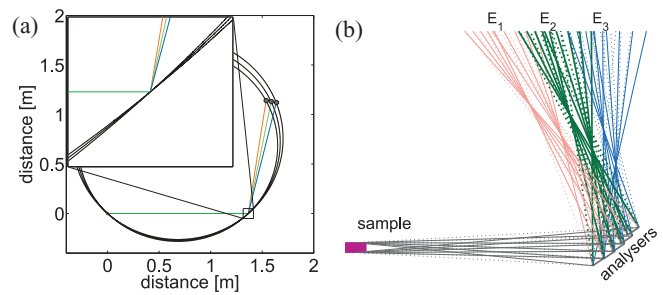 (a)
distance [m]
2
1.5
1
0.5
0
0
0.5
1
1.5
2
distance [m]
(b)
E1 E2 E3
sample
analysers